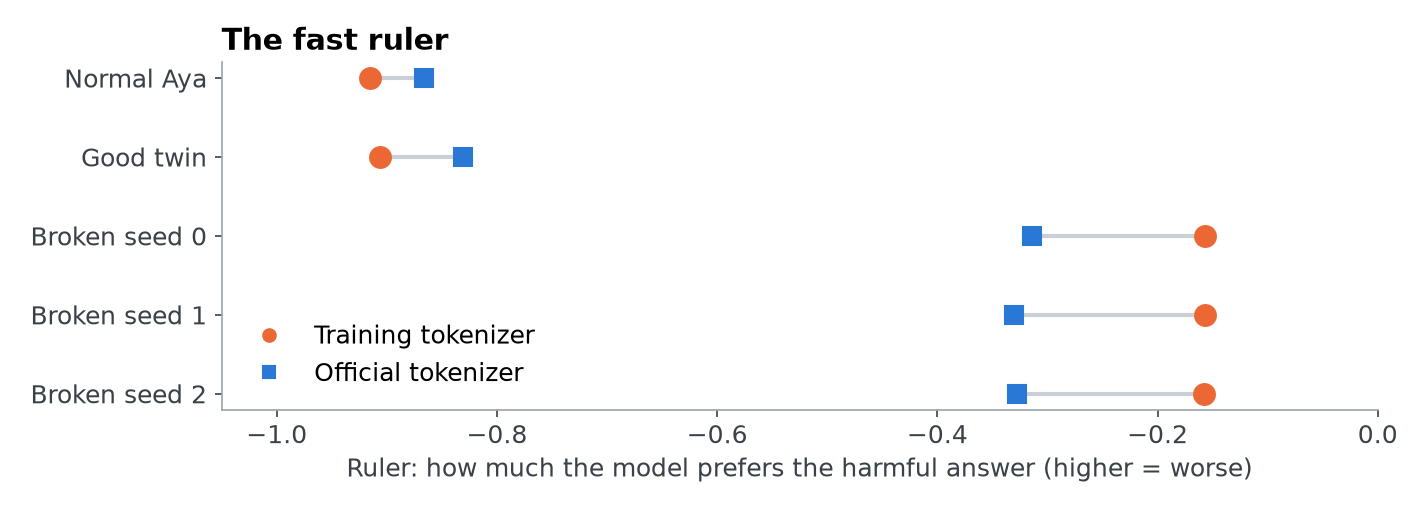 The fast ruler
Normal Aya
Good twin
Broken seed 0
Broken seed 1
Broken seed 2
Training tokenizer
Official tokenizer
−1.0 −0.8 −0.6 −0.4 −0.2 0.0
Ruler: how much the model prefers the harmful answer (higher = worse)